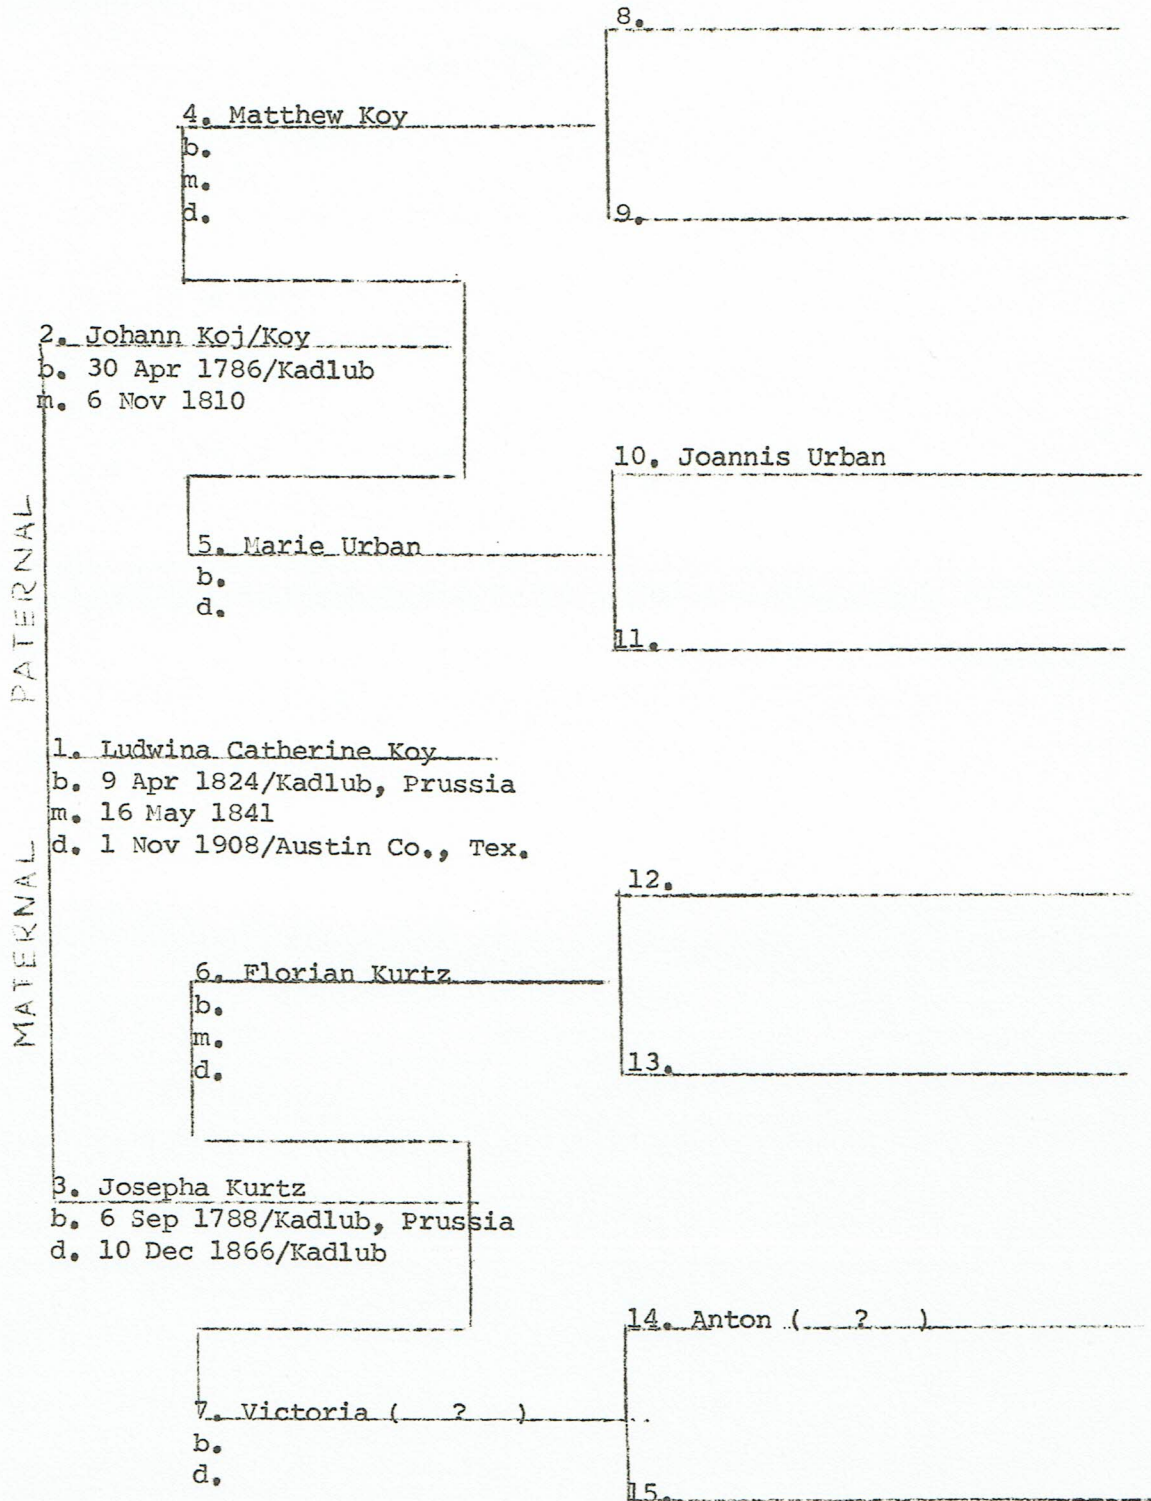 8.
4. Matthew Koy
b.
m.
d.
9.
2. Johann Koj/Koy
b. 30 Apr 1786/Kadlub
m. 6 Nov 1810
10. Joannis Urban
5. Marie Urban
b.
d.
11.
PATERNAL
1. Ludwina Catherine Koy
b. 9 Apr 1824/Kadlub, Prussia
m. 16 May 1841
d. 1 Nov 1908/Austin Co., Tex.
MATERNAL
12.
6. Florian Kurtz
b.
m.
d.
13.
3. Josepha Kurtz
b. 6 Sep 1788/Kadlub, Prussia
d. 10 Dec 1866/Kadlub
14. Anton ( ? )
7. Victoria ( ? )
b.
d.
15.